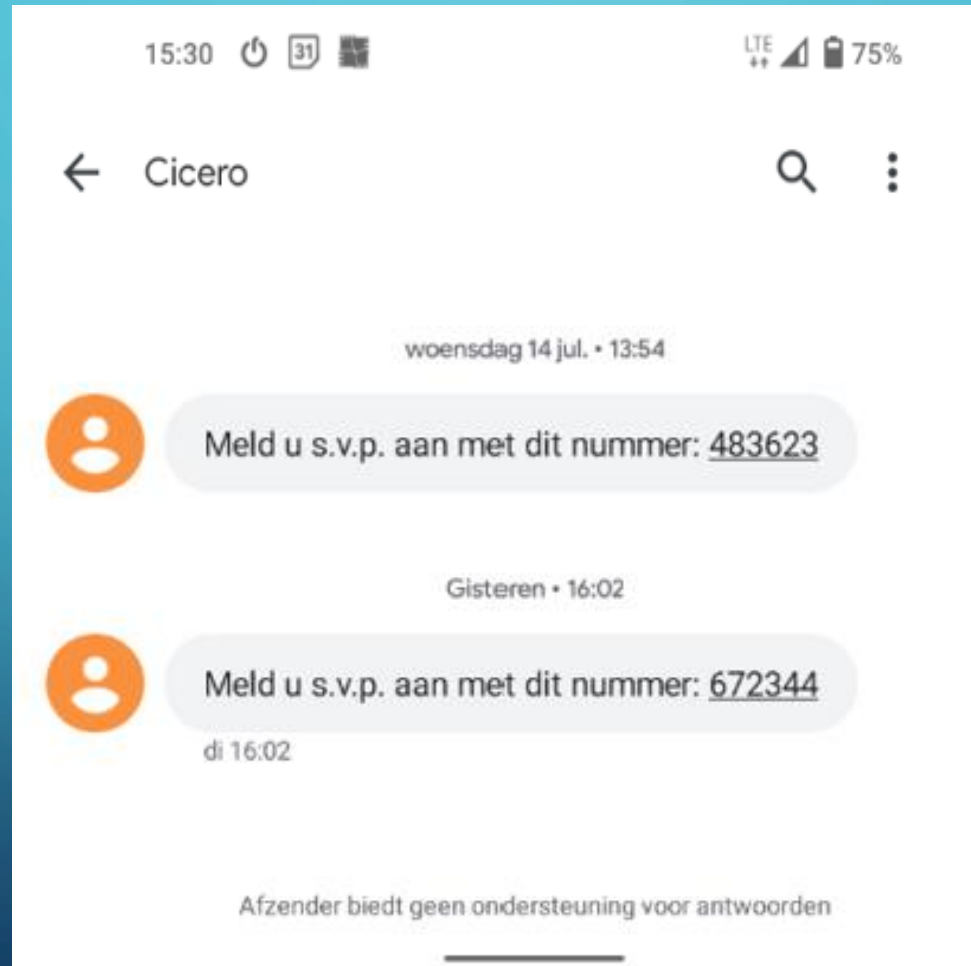 15:30 31 LTE 75%
Cicero
woensdag 14 jul. • 13:54
Meld u s.v.p. aan met dit nummer: 483623
Gisteren • 16:02
Meld u s.v.p. aan met dit nummer: 672344
di 16:02
Afzender biedt geen ondersteuning voor antwoorden